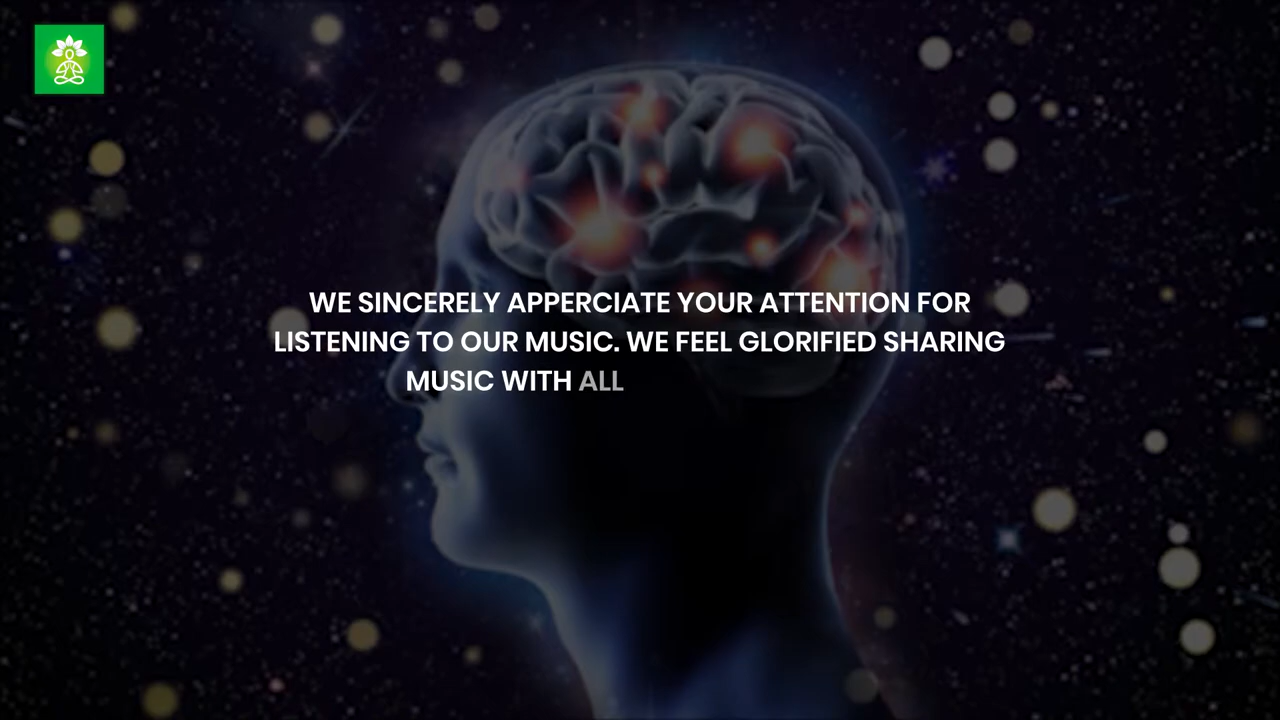 WE SINCERELY APPERCIATE YOUR ATTENTION FOR
LISTENING TO OUR MUSIC. WE FEEL GLORIFIED SHARING
MUSIC WITH ALL